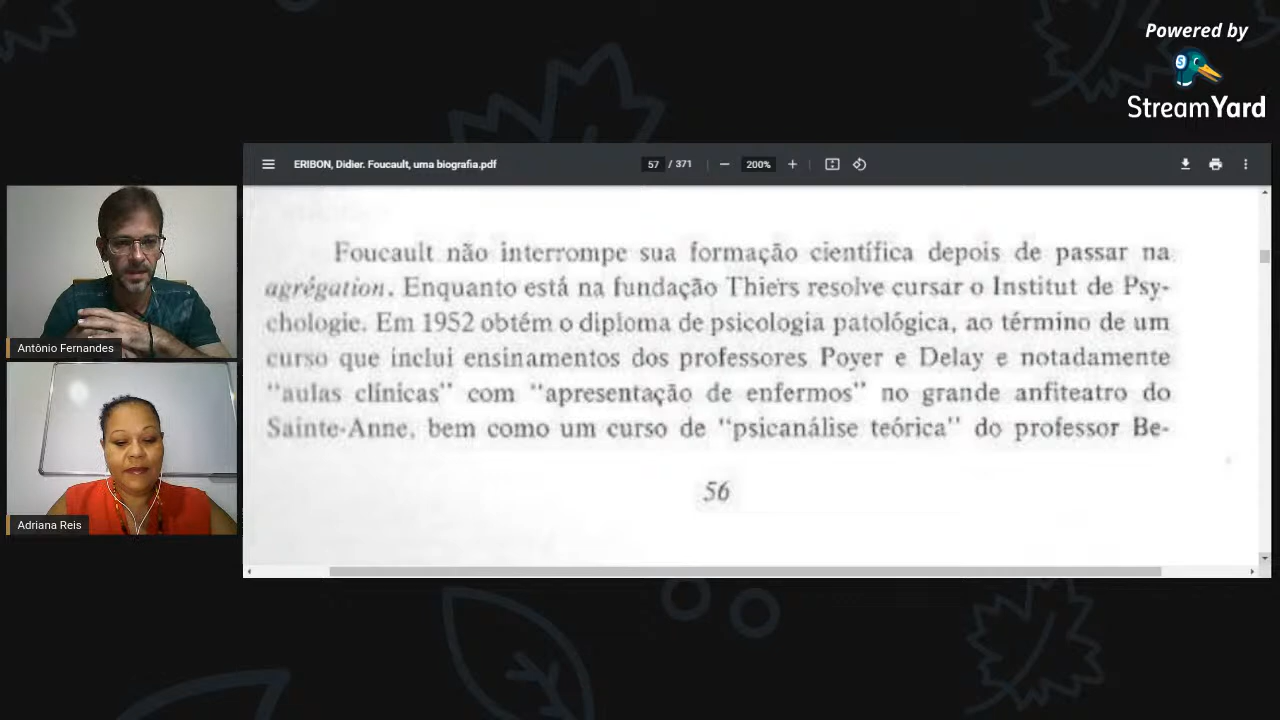 Powered by
StreamYard
ERIBON, Didier. Foucault, uma biografia.pdf
57 / 371
200%
Foucault não interrompe sua formação científica depois de passar na
agrégation. Enquanto está na fundação Thiers resolve cursar o Institut de Psy-
chologie. Em 1952 obtém o diploma de psicologia patológica, ao término de um
curso que inclui ensinamentos dos professores Poyer e Delay e notadamente
"aulas clínicas" com "apresentação de enfermos" no grande anfiteatro do
Sainte-Anne, bem como um curso de "psicanálise teórica" do professor Be-
56
Antônio Fernandes
Adriana Reis